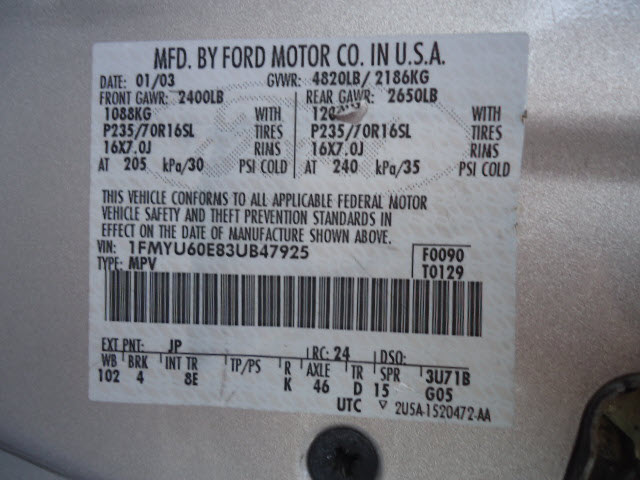 MFD. BY FORD MOTOR CO. IN U.S.A.
DATE: 01/03 GVWR: 4820LB/ 2186KG
FRONT GAWR: 2400LB REAR GAWR: 2650LB
1088KG WITH WITH
P235/70R16SL TIRES P235/70R16SL TIRES
16X7.0J RIMS 16X7.0J RIMS
AT 205 kPa/30 PSI COLD AT 240 kPa/35 PSI COLD
THIS VEHICLE CONFORMS TO ALL APPLICABLE FEDERAL MOTOR
VEHICLE SAFETY AND THEFT PREVENTION STANDARDS IN
EFFECT ON THE DATE OF MANUFACTURE SHOWN ABOVE.
VIN: 1FMYU60E83UB47925 F0090
TYPE: MPV T0129
EXT PNT: JP RC: 24 DSO:
WB BRK INT TR TP/PS R AXLE TR SPR 3U71B
102 4 8E K 46 D 15 G05
UTC ▽ 2U5A-1520472-AA